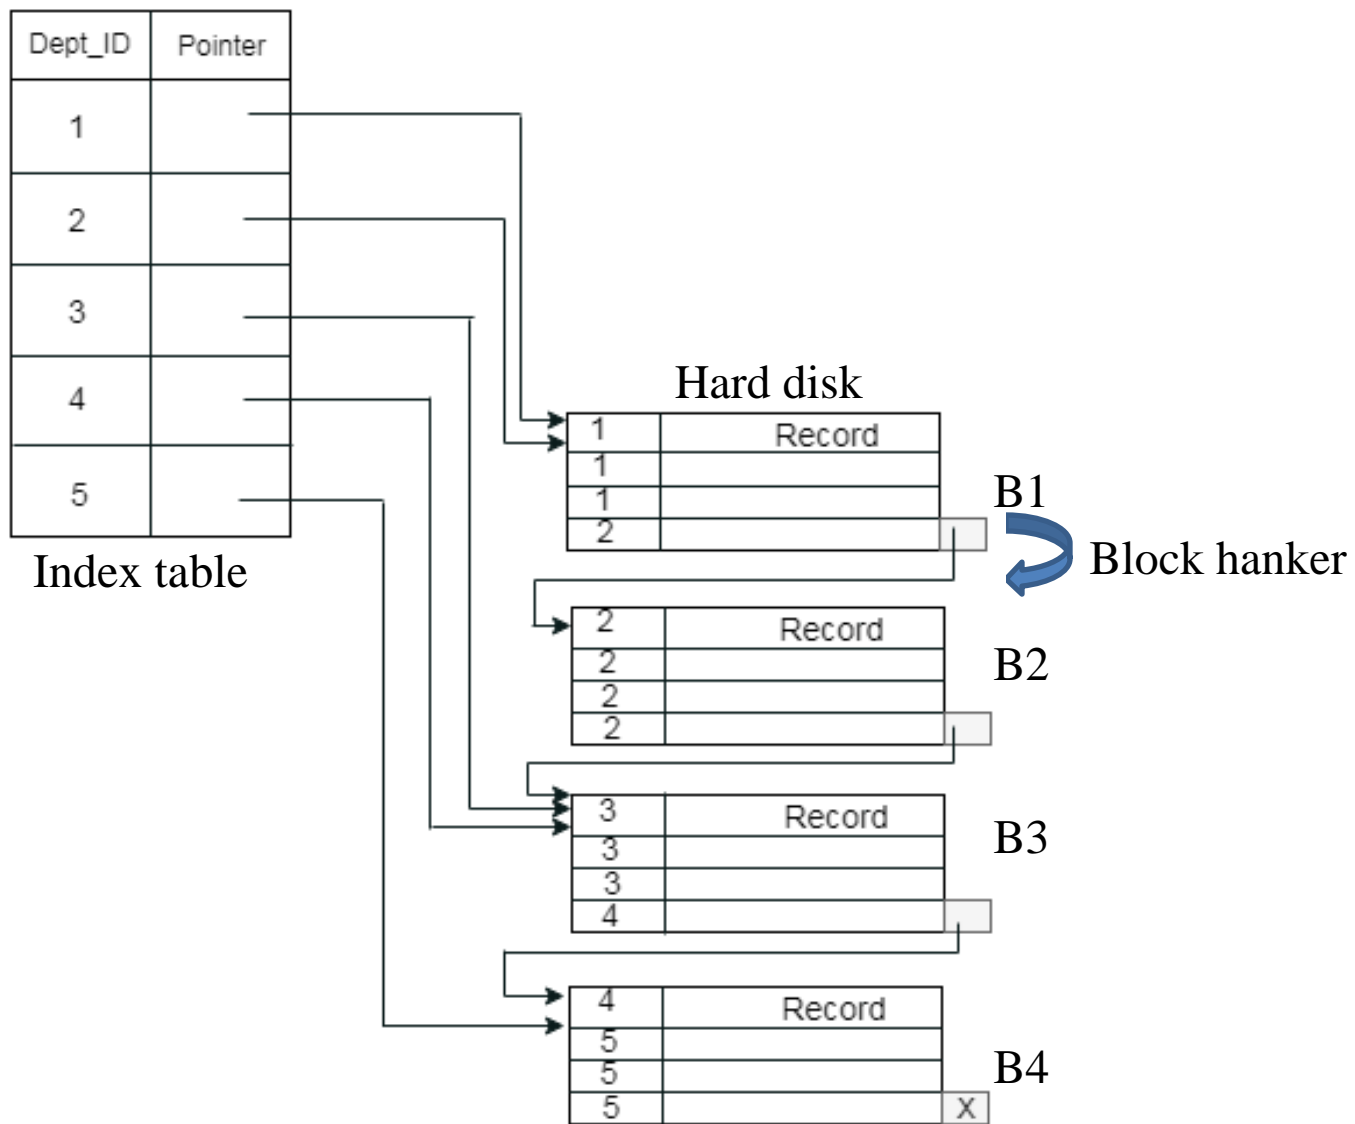 Dept_ID Pointer
1
2
3
4
5
Index table
Hard disk
1 Record
1
1
2
B1
Block hanker
2 Record
2
2
2
B2
3 Record
3
3
4
B3
4 Record
5
5
5 X
B4